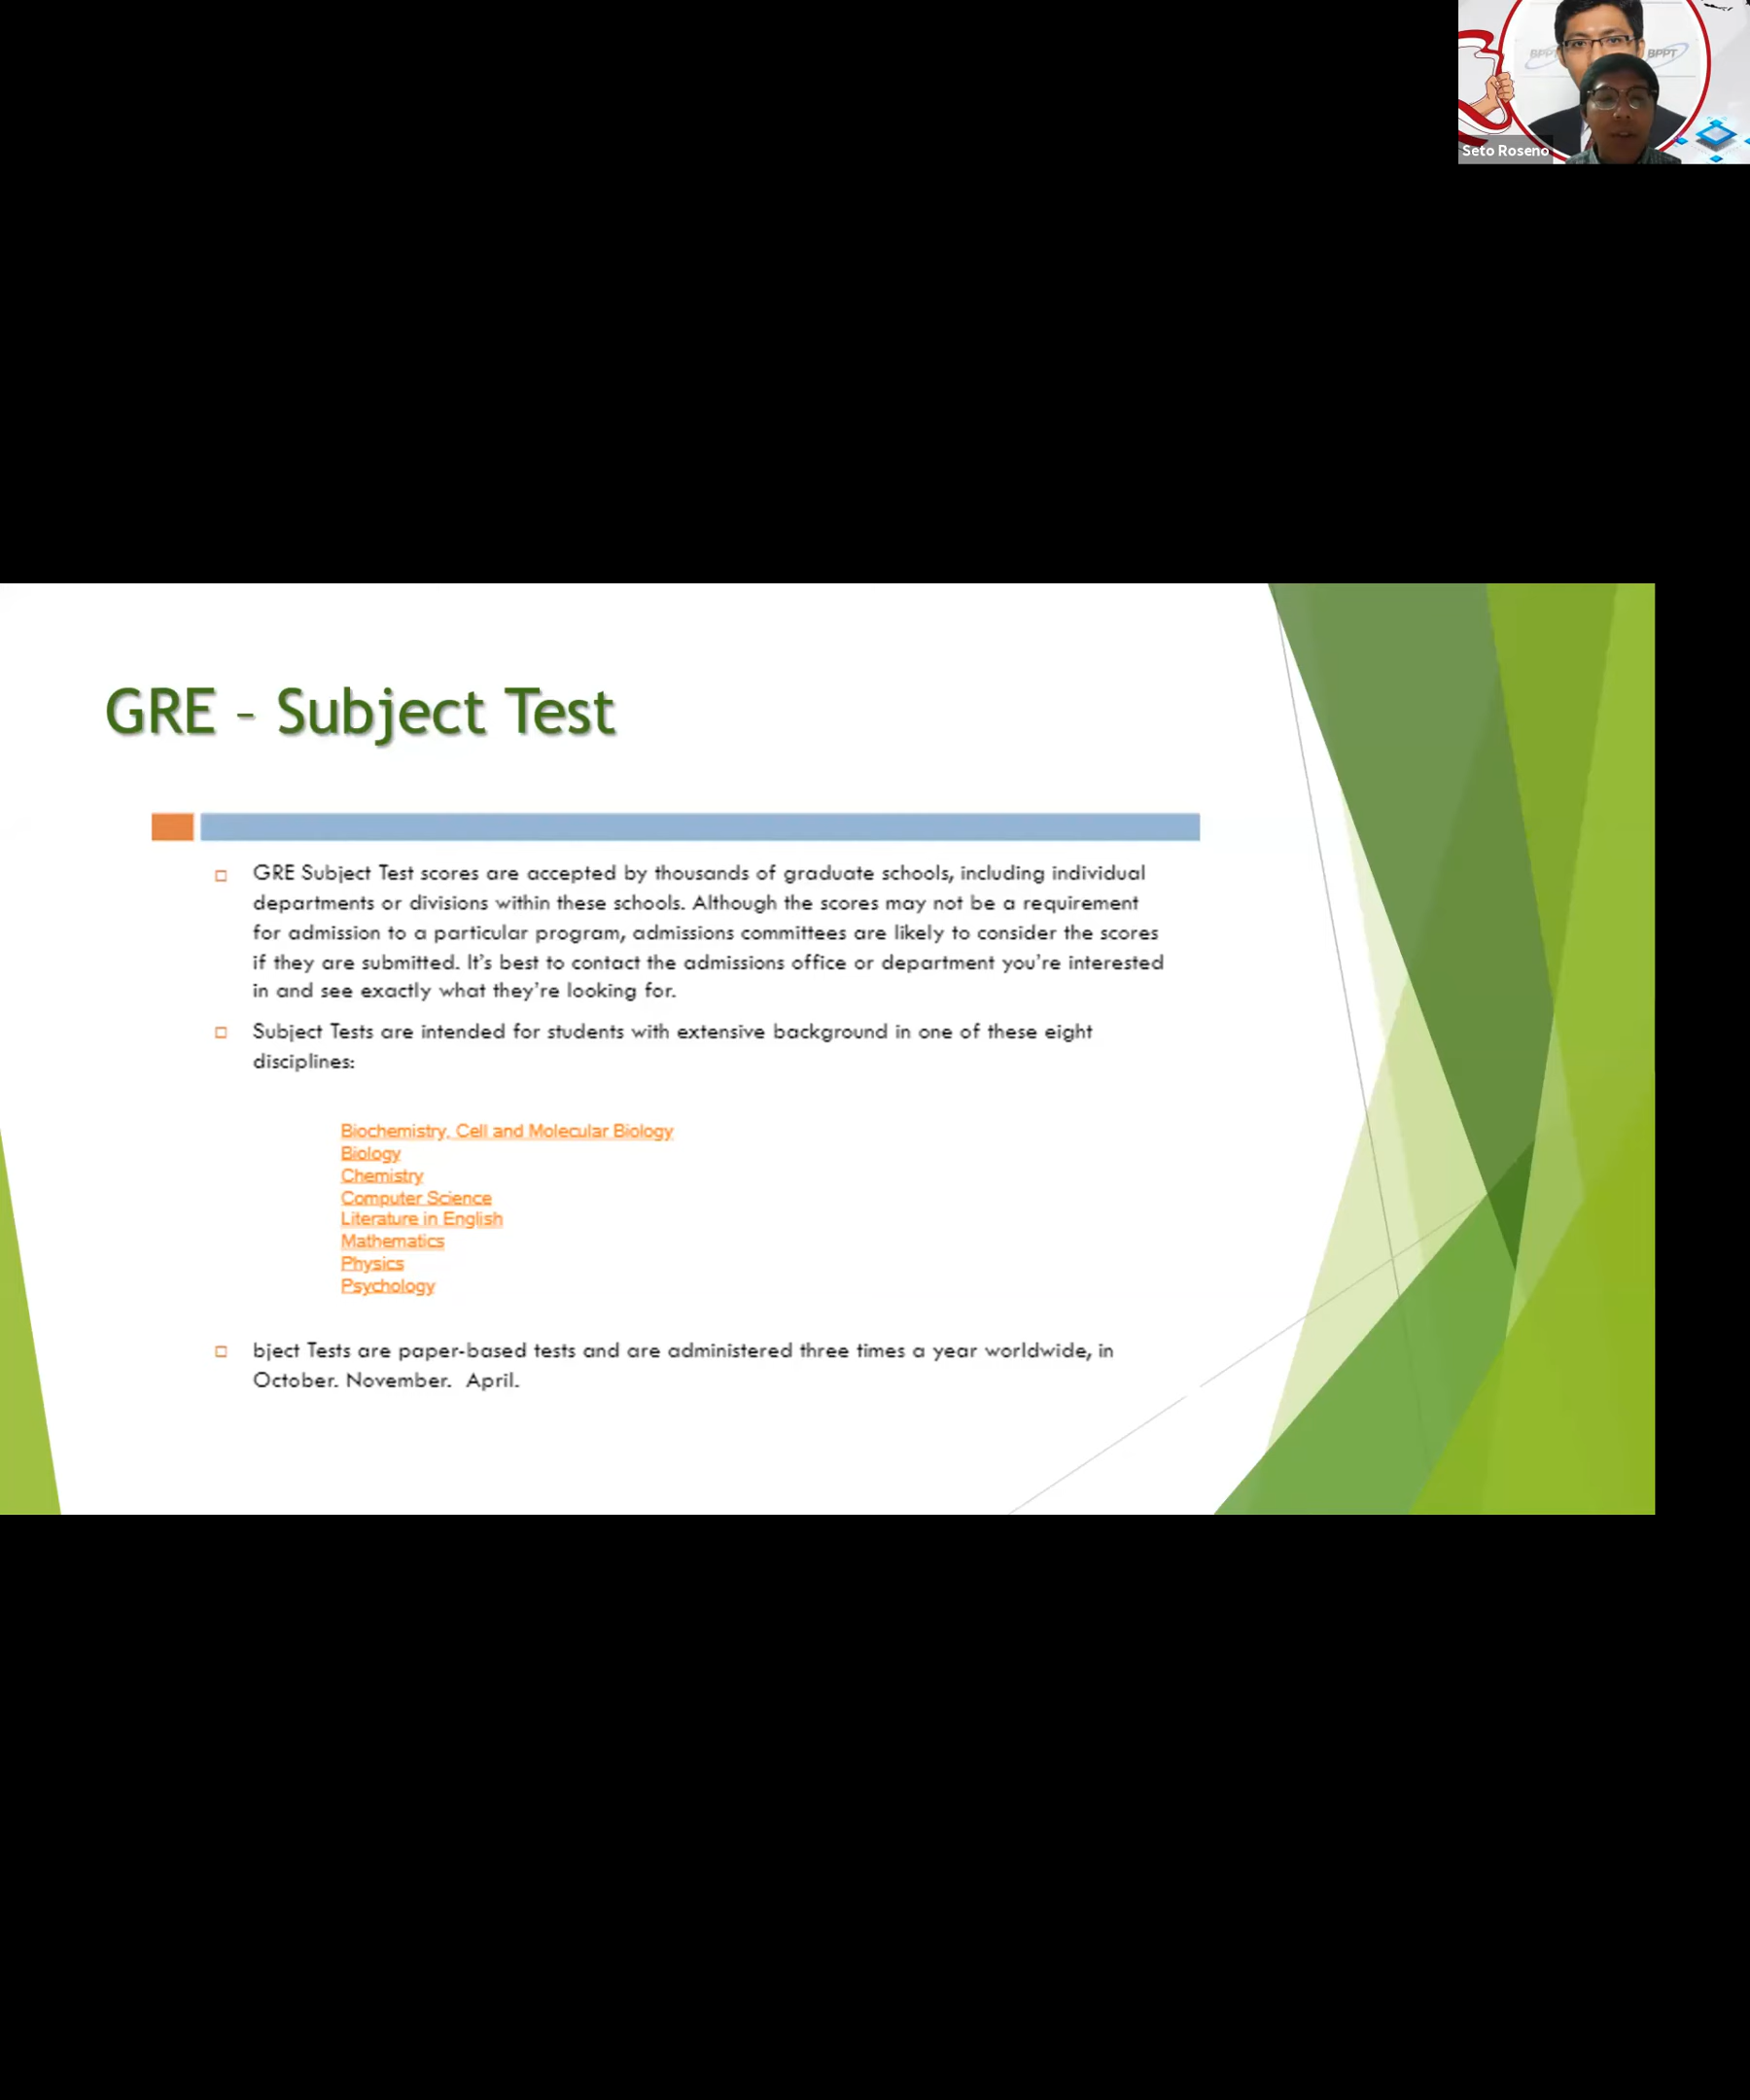 BPPT
BPPT
Seto Roseno
GRE - Subject Test
GRE Subject Test scores are accepted by thousands of graduate schools, including individual
departments or divisions within these schools. Although the scores may not be a requirement
for admission to a particular program, admissions committees are likely to consider the scores
if they are submitted. It's best to contact the admissions office or department you're interested
in and see exactly what they're looking for.
Subject Tests are intended for students with extensive background in one of these eight
disciplines:
Biochemistry, Cell and Molecular Biology
Biology
Chemistry
Computer Science
Literature in English
Mathematics
Physics
Psychology
bject Tests are paper-based tests and are administered three times a year worldwide, in
October. November.  April.